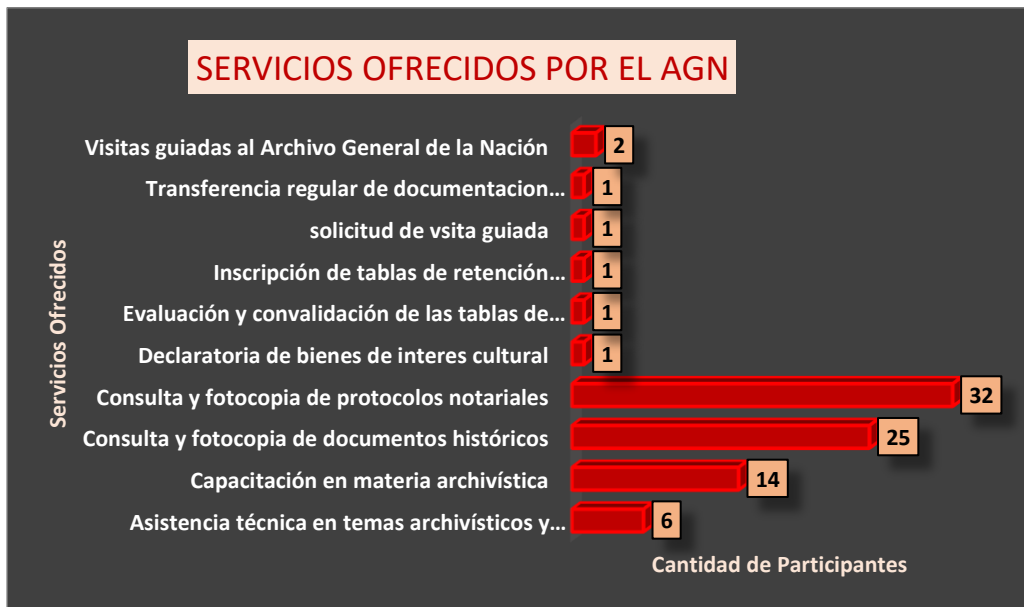 SERVICIOS OFRECIDOS POR EL AGN
Servicios Ofrecidos
Visitas guiadas al Archivo General de la Nación 2
Transferencia regular de documentacion... 1
solicitud de vsita guiada 1
Inscripción de tablas de retención... 1
Evaluación y convalidación de las tablas de... 1
Declaratoria de bienes de interes cultural 1
Consulta y fotocopia de protocolos notariales 32
Consulta y fotocopia de documentos históricos 25
Capacitación en materia archivística 14
Asistencia técnica en temas archivísticos y... 6
Cantidad de Participantes